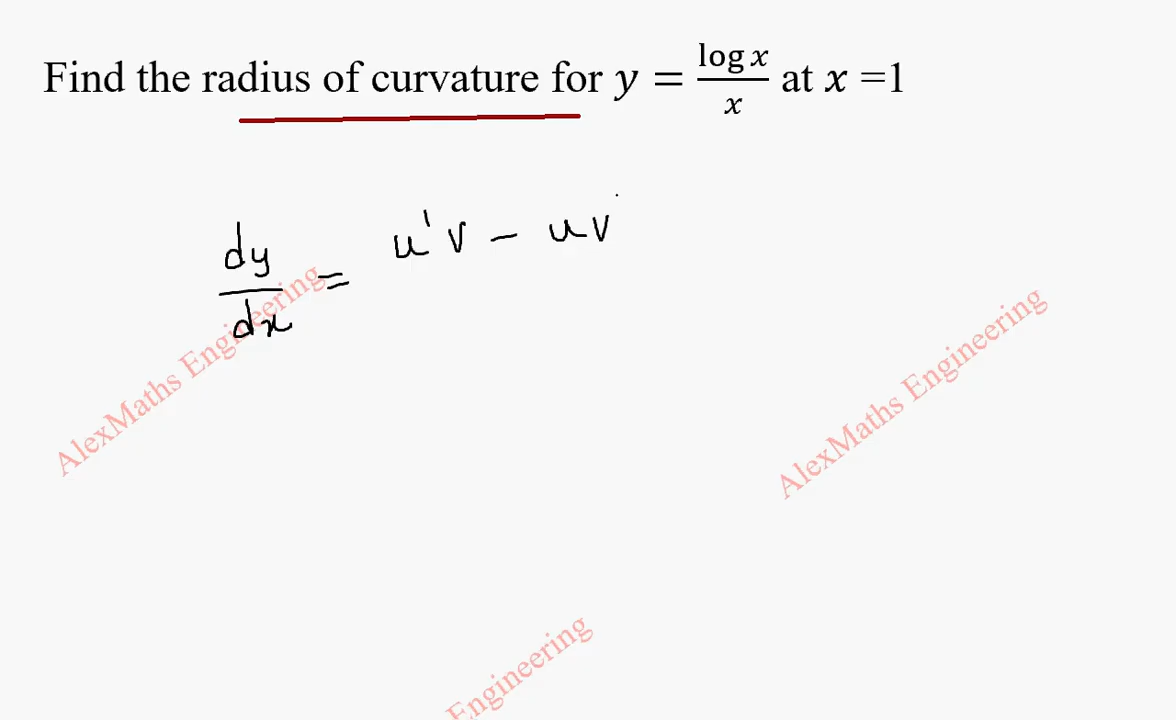 Find the radius of curvature for y = log x / x at x =1
dy/dx = u'v - uv
AlexMaths Engineering
AlexMaths Engineering
Engineering